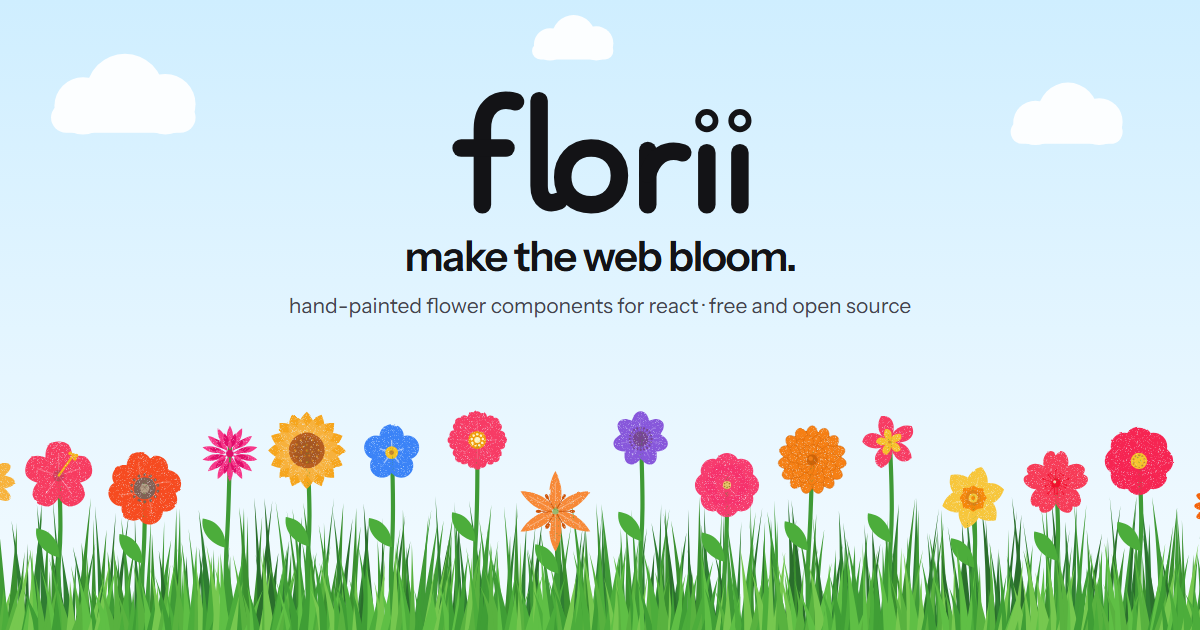 florii
make the web bloom.
hand-painted flower components for react · free and open source